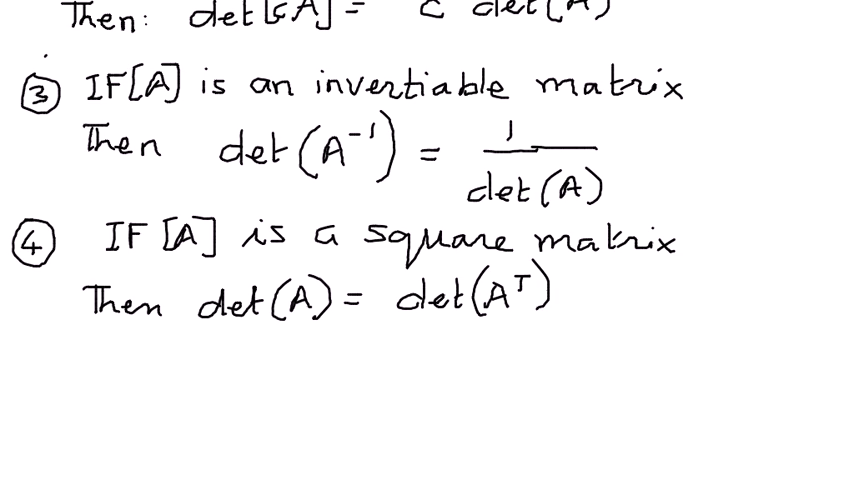 Then: det[cA] = c det(A)
③ IF[A] is an invertiable matrix
Then det(A⁻¹) = 1/det(A)
④ IF [A] is a square matrix
Then det(A) = det(Aᵀ)